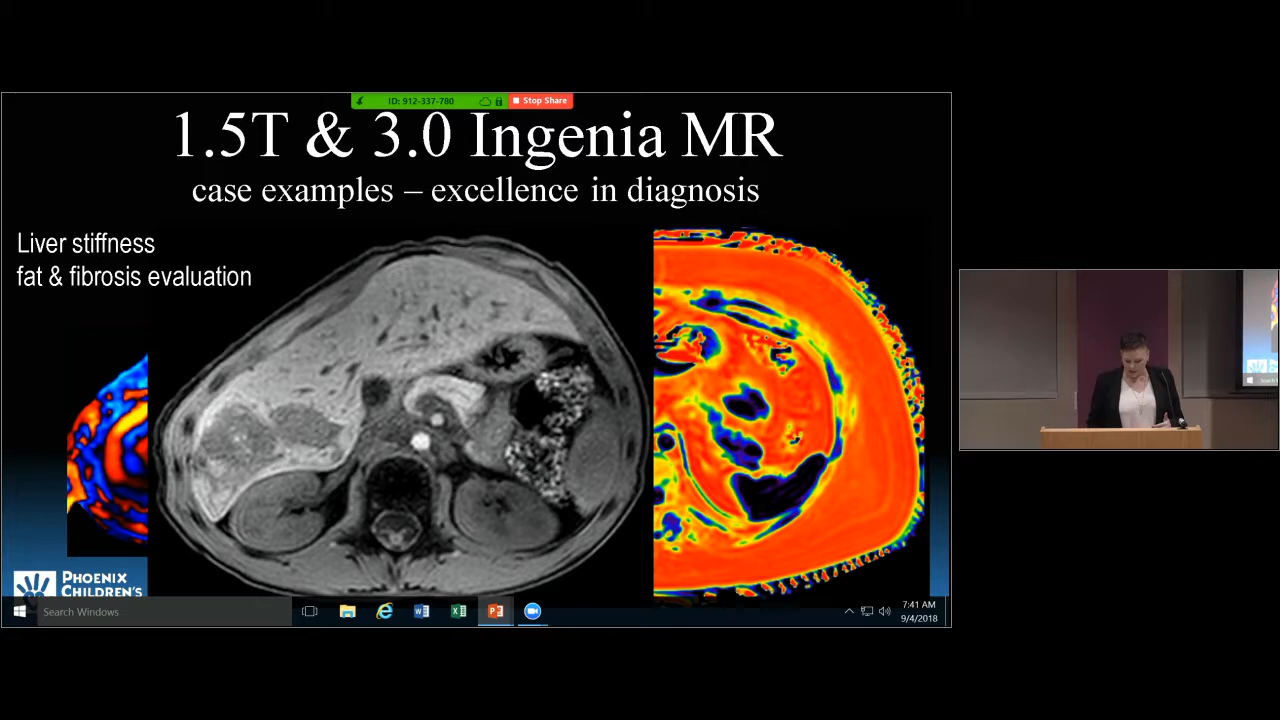 ID: 912-337-780
Stop Share
1.5T & 3.0 Ingenia MR
case examples – excellence in diagnosis
Liver stiffness
fat & fibrosis evaluation
PHOENIX
CHILDREN'S
Search Windows
7:41 AM
9/4/2018